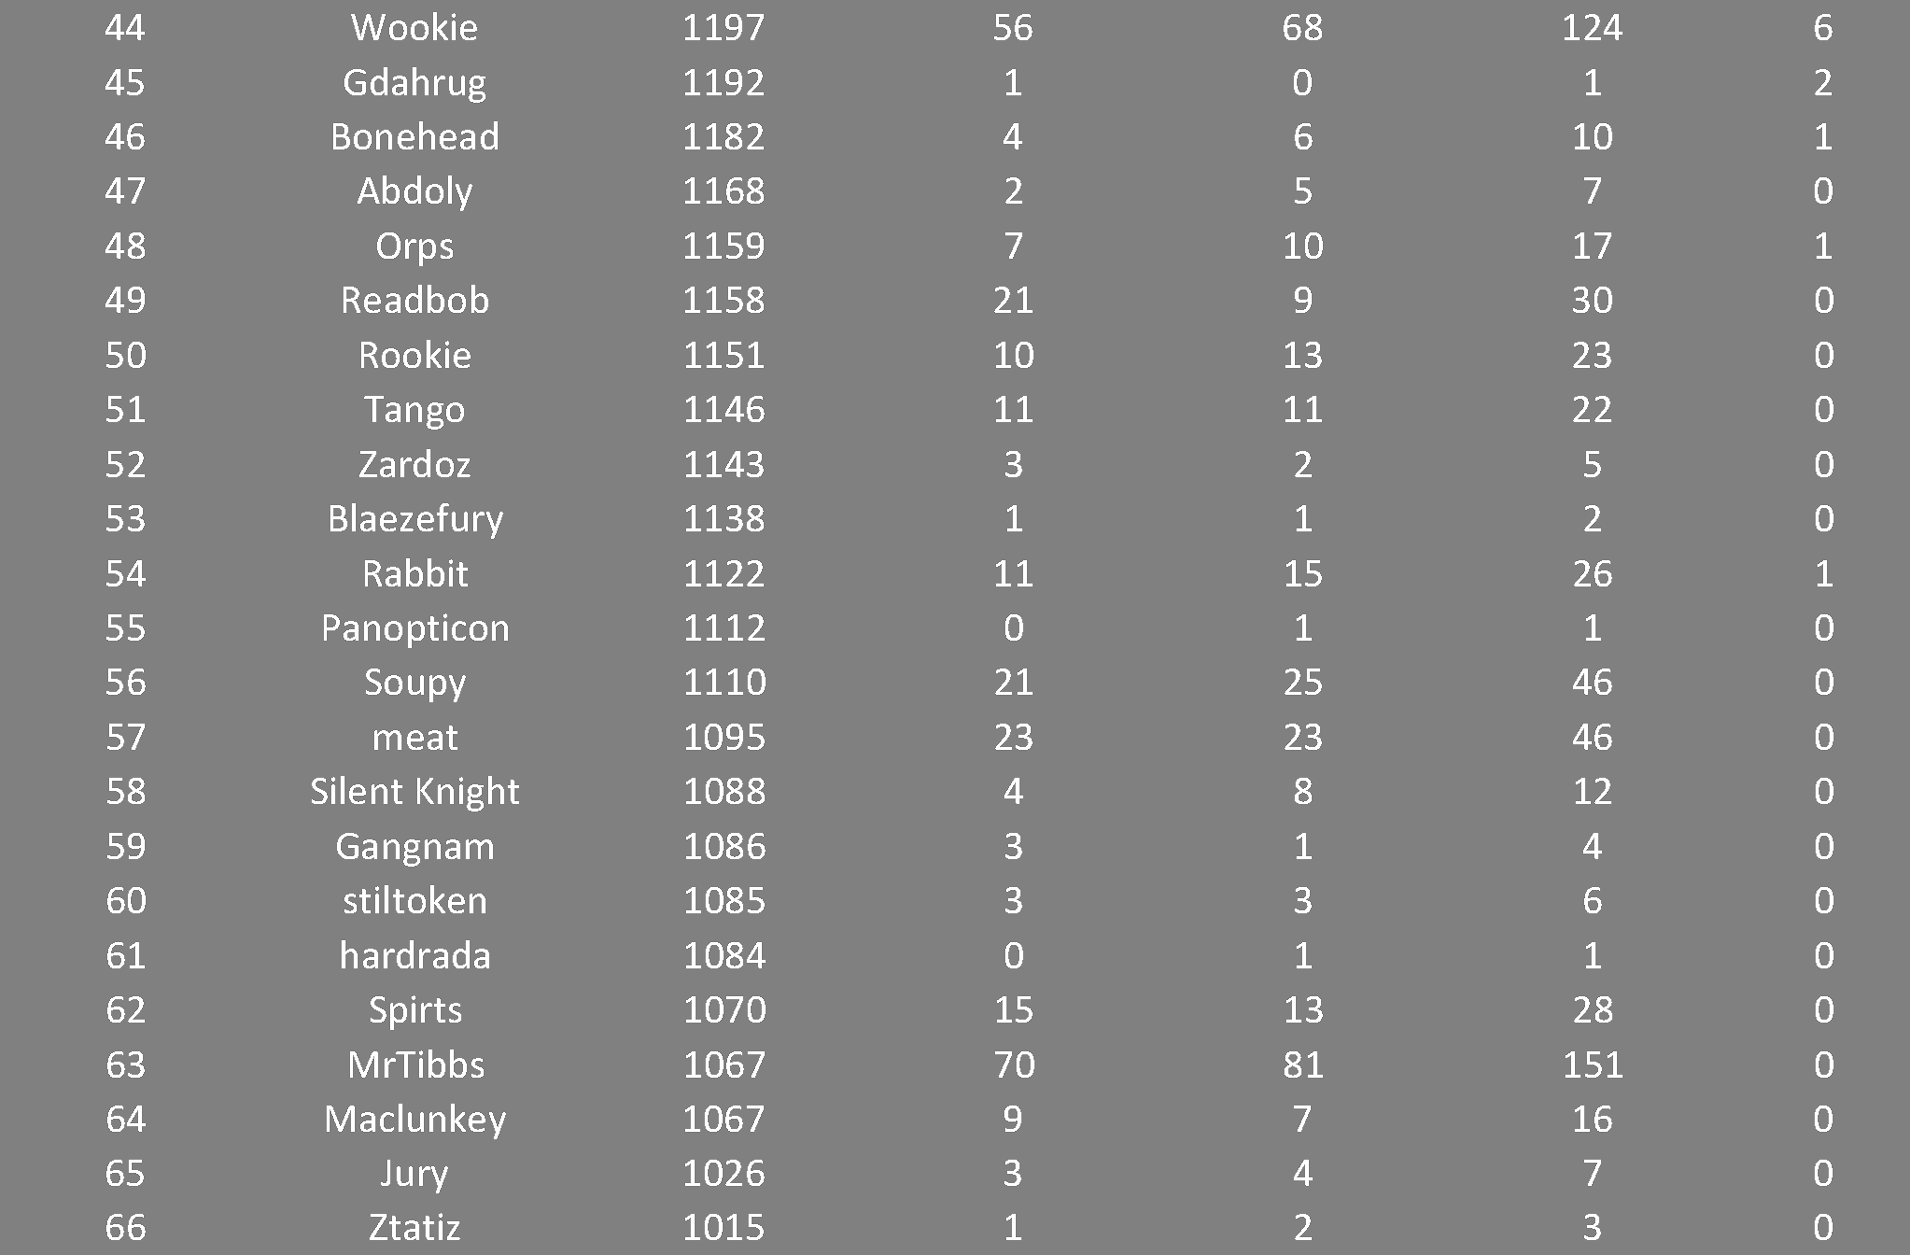 44 Wookie 1197 56 68 124 6
45 Gdahrug 1192 1 0 1 2
46 Bonehead 1182 4 6 10 1
47 Abdoly 1168 2 5 7 0
48 Orps 1159 7 10 17 1
49 Readbob 1158 21 9 30 0
50 Rookie 1151 10 13 23 0
51 Tango 1146 11 11 22 0
52 Zardoz 1143 3 2 5 0
53 Blaezefury 1138 1 1 2 0
54 Rabbit 1122 11 15 26 1
55 Panopticon 1112 0 1 1 0
56 Soupy 1110 21 25 46 0
57 meat 1095 23 23 46 0
58 Silent Knight 1088 4 8 12 0
59 Gangnam 1086 3 1 4 0
60 stiltoken 1085 3 3 6 0
61 hardrada 1084 0 1 1 0
62 Spirts 1070 15 13 28 0
63 MrTibbs 1067 70 81 151 0
64 Maclunkey 1067 9 7 16 0
65 Jury 1026 3 4 7 0
66 Ztatiz 1015 1 2 3 0